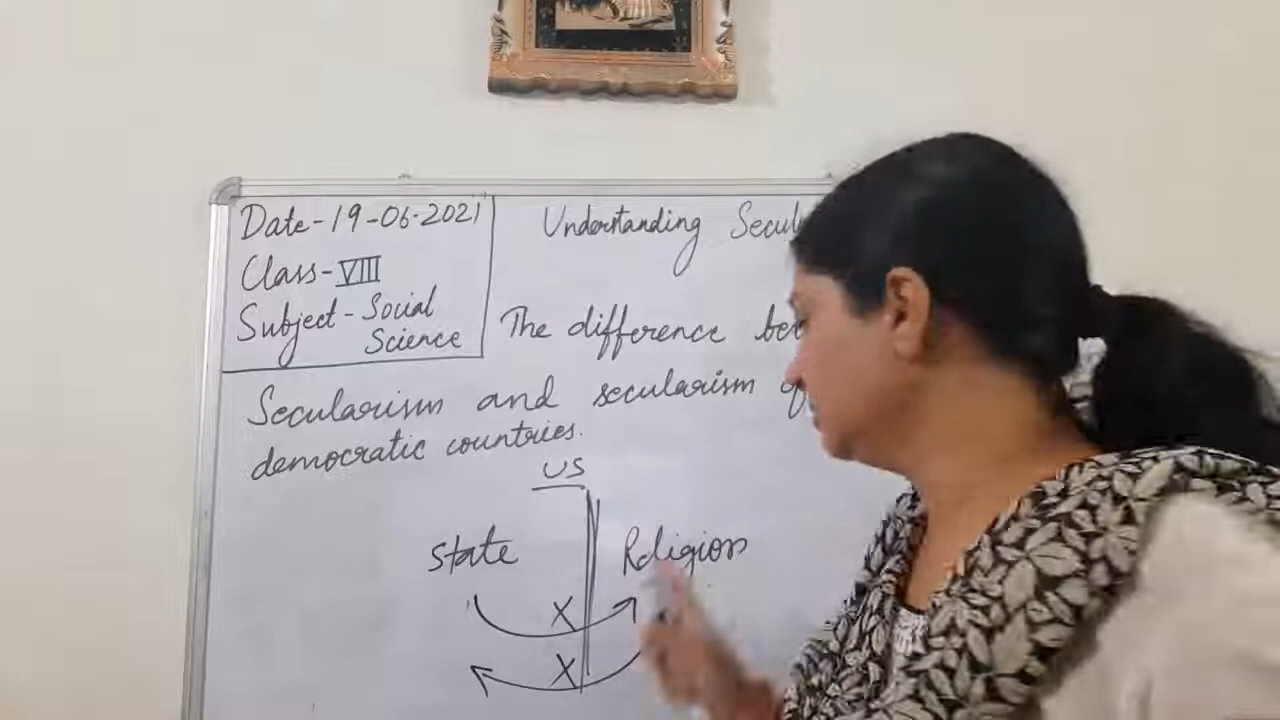 Date-19-06-2021
Class-VIII
Subject-Social
Science
Understanding
The difference
Secularism and secularism
democratic countries.
US
State Religion
X
X